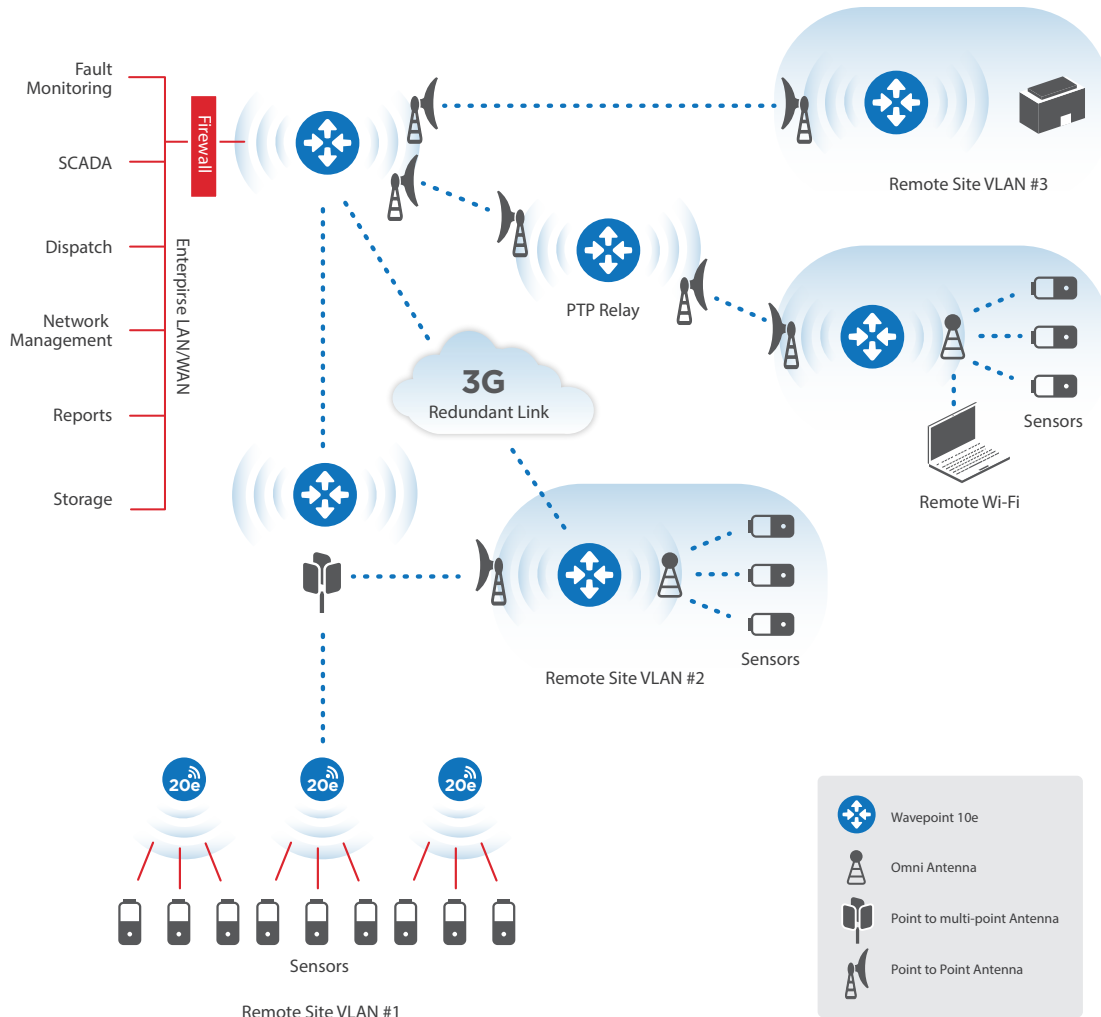 Fault
Monitoring
SCADA
Dispatch
Network
Management
Reports
Storage
Enterpirse LAN/WAN
Firewall
Remote Site VLAN #3
PTP Relay
3G
Redundant Link
Sensors
Remote Wi-Fi
Sensors
Remote Site VLAN #2
20e
20e
20e
Sensors
Remote Site VLAN #1
Wavepoint 10e
Omni Antenna
Point to multi-point Antenna
Point to Point Antenna